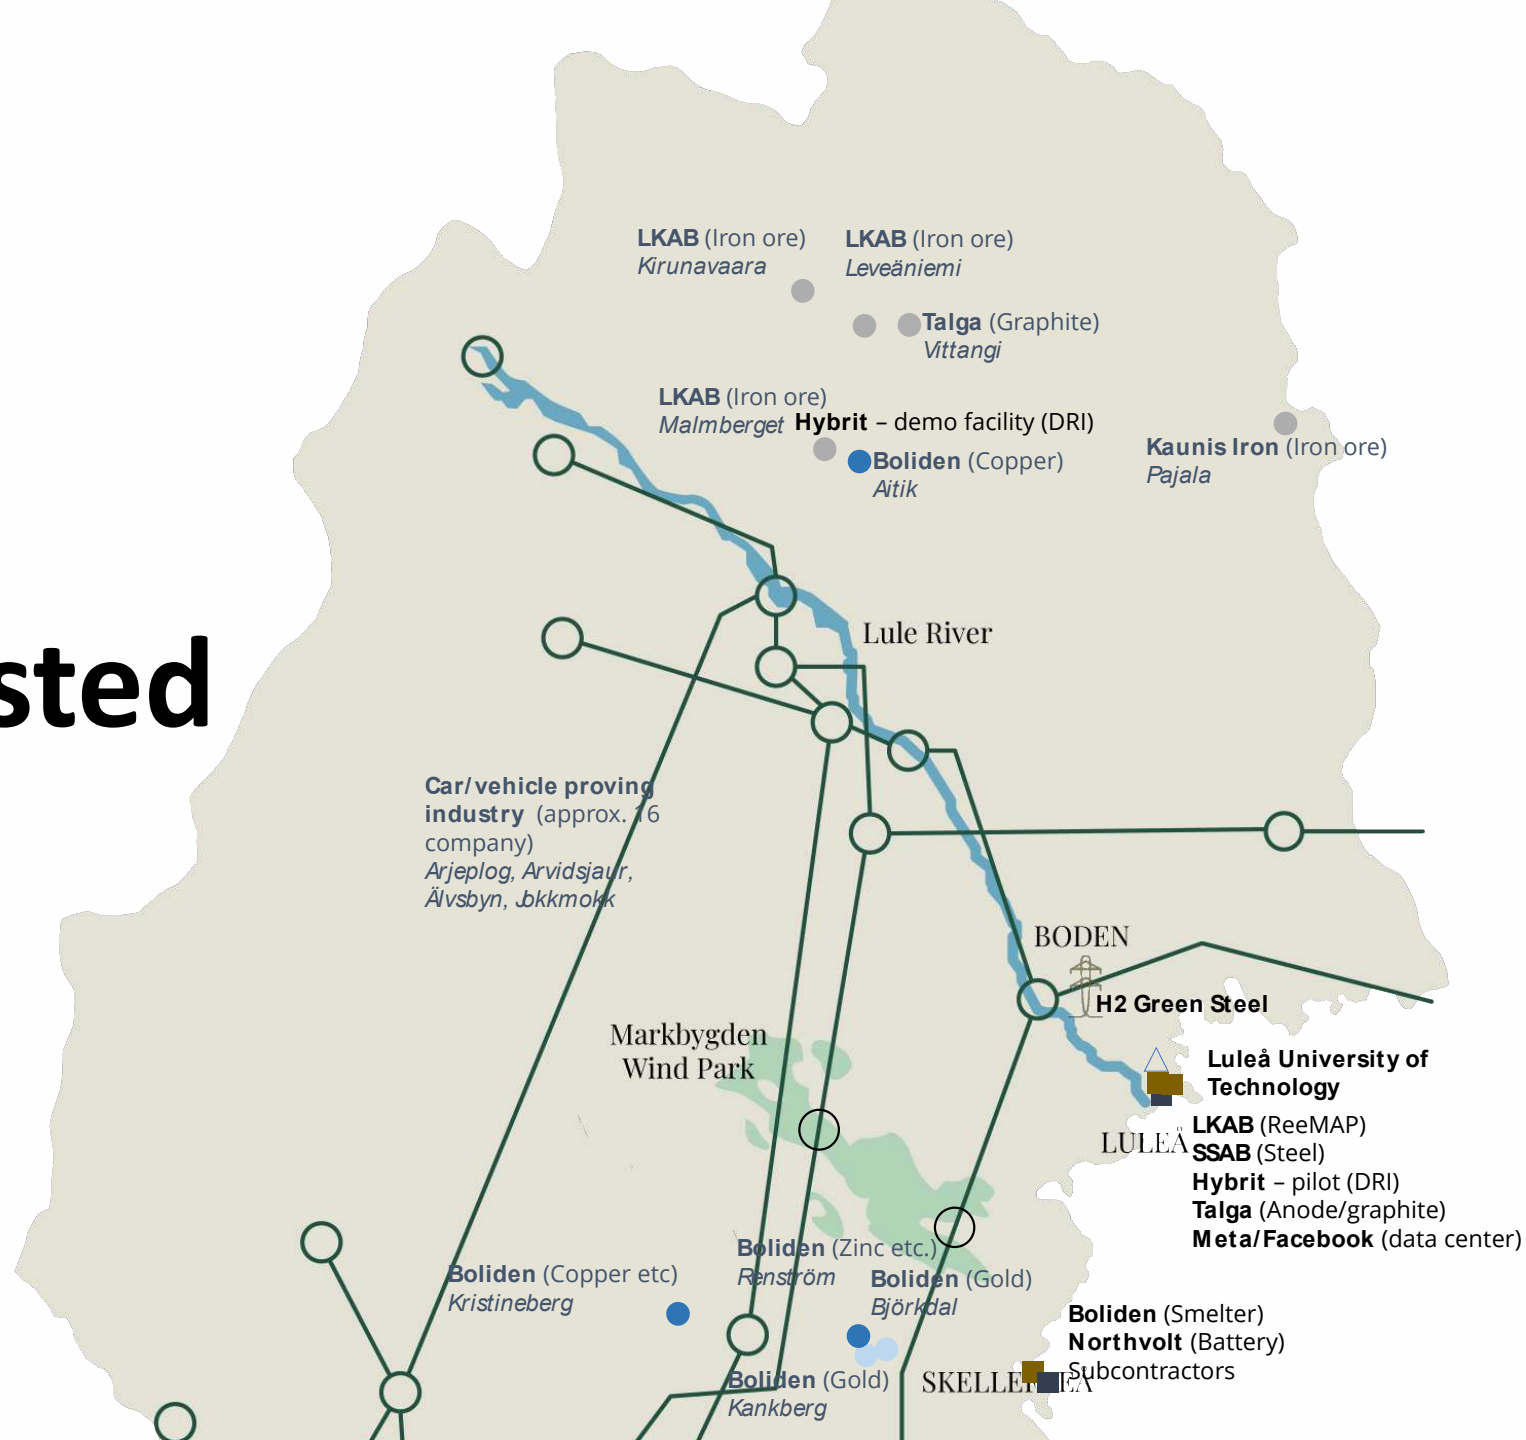 LKAB (Iron ore)
Kirunavaara
LKAB (Iron ore)
Leveäniemi
Talga (Graphite)
Vittangi
LKAB (Iron ore)
Malmberget
Hybrit – demo facility (DRI)
Boliden (Copper)
Aitik
Kaunis Iron (Iron ore)
Pajala
Lule River
sted
Car/vehicle proving
industry (approx. 16
company)
Arjeplog, Arvidsjaur,
Älvsbyn, Jokkmokk
BODEN
H2 Green Steel
Markbygden
Wind Park
Luleå University of
Technology
LULEÅ
LKAB (ReeMAP)
SSAB (Steel)
Hybrit – pilot (DRI)
Talga (Anode/graphite)
Meta/Facebook (data center)
Boliden (Zinc etc.)
Renström
Boliden (Copper etc)
Kristineberg
Boliden (Gold)
Björkdal
Boliden (Smelter)
Northvolt (Battery)
Subcontractors
SKELLEFTEÅ
Boliden (Gold)
Kankberg